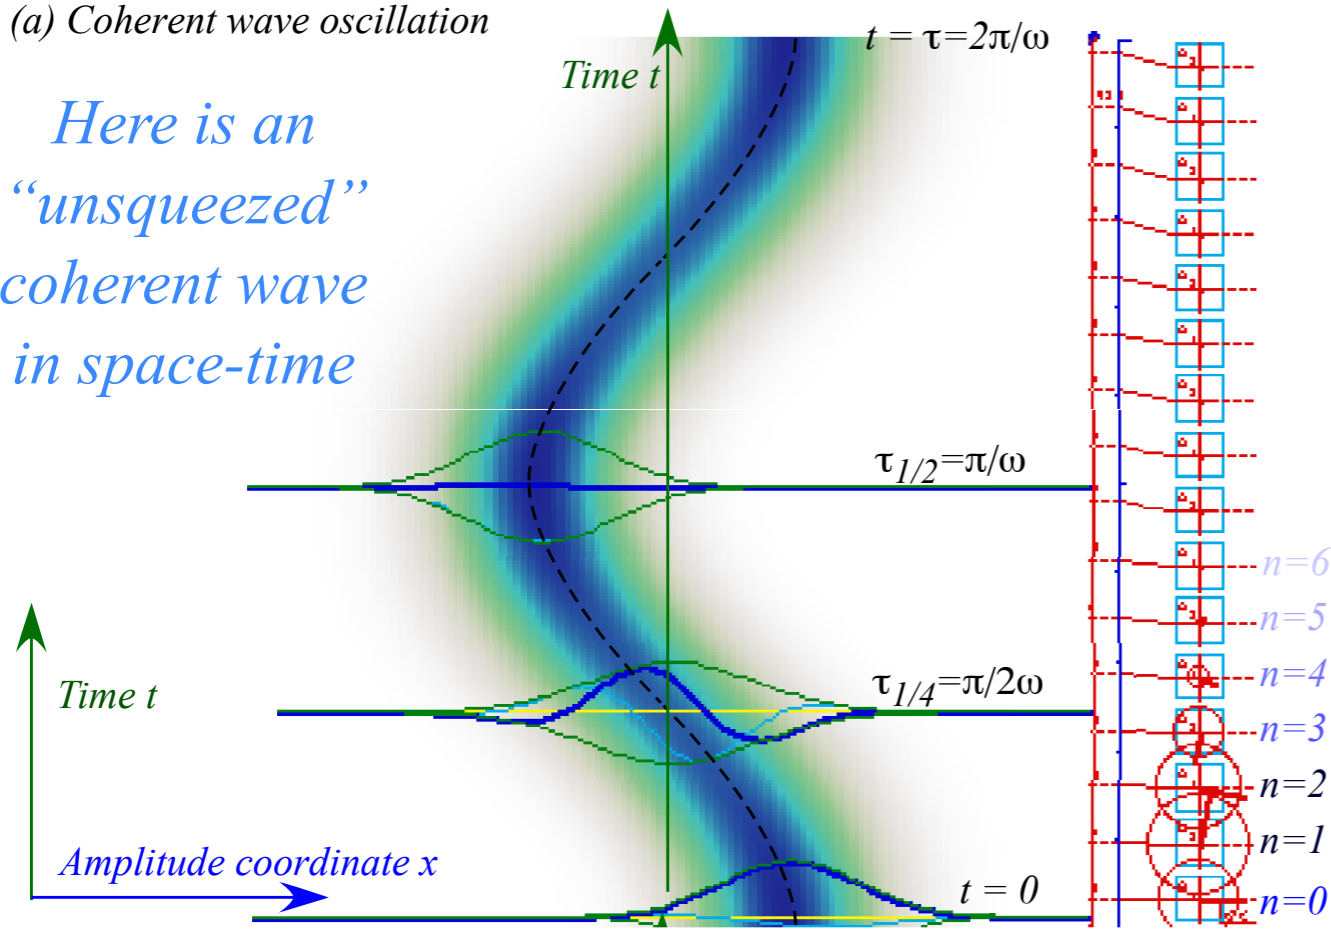 (a) Coherent wave oscillation
t = τ=2π/ω
Time t
Here is an
“unsqueezed”
coherent wave
in space-time
τ1/2=π/ω
n=6
n=5
Time t
τ1/4=π/2ω
n=4
n=3
n=2
n=1
Amplitude coordinate x
t = 0
n=0